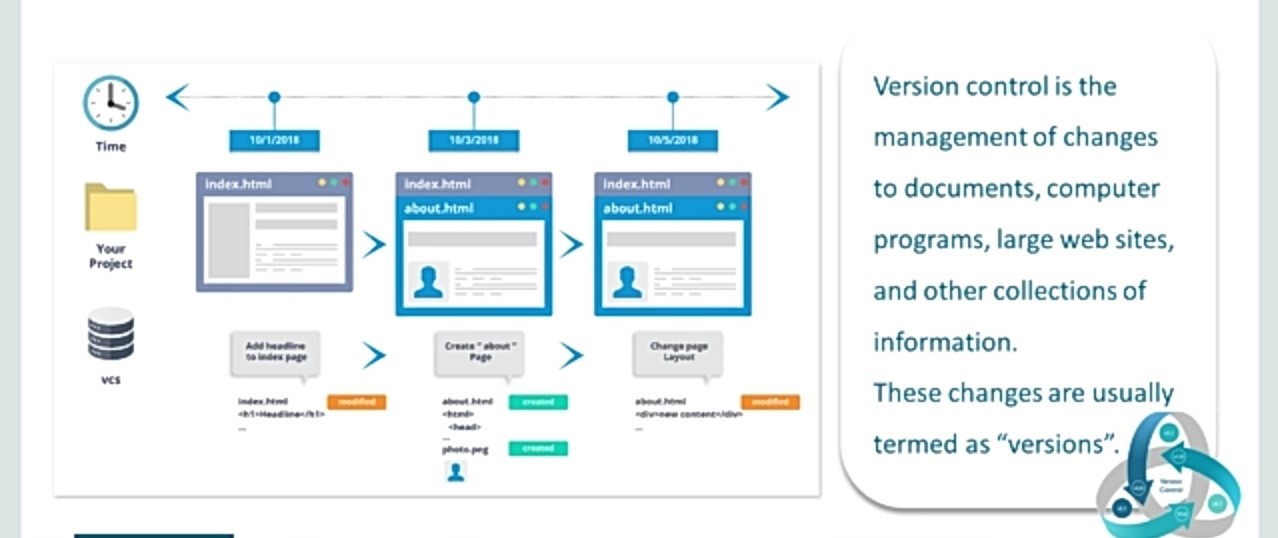 Time
10/1/2018
10/3/2018
10/5/2018
Your
Project
index.html
index.html
about.html
index.html
about.html
vcs
Add headline
to index page
Create " about "
Page
Change page
Layout
index.html
modified
<h1>Headline</h1>
...
about.html
created
<html>
<head>
...
photo.png
created
about.html
modified
<div>new content</div>
...
Version control is the
management of changes
to documents, computer
programs, large web sites,
and other collections of
information.
These changes are usually
termed as “versions”.
Version
Control